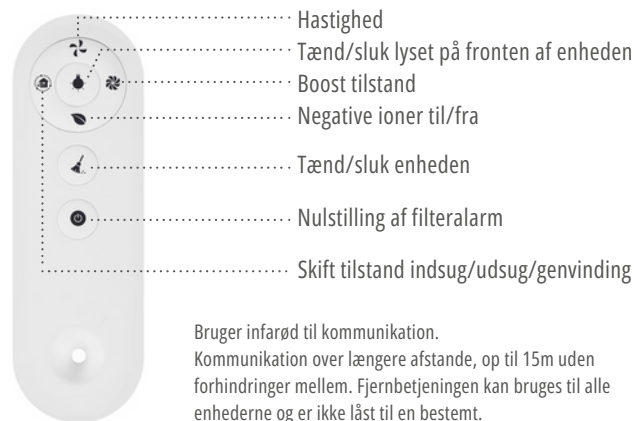 Hastighed
Tænd/sluk lyset på fronten af enheden
Boost tilstand
Negative ioner til/fra
Tænd/sluk enheden
Nulstilling af filteralarm
Skift tilstand indsug/udsug/genvinding
Bruger infarød til kommunikation.
Kommunikation over længere afstande, op til 15m uden
forhindringer mellem. Fjernbetjeningen kan bruges til alle
enhederne og er ikke låst til en bestemt.